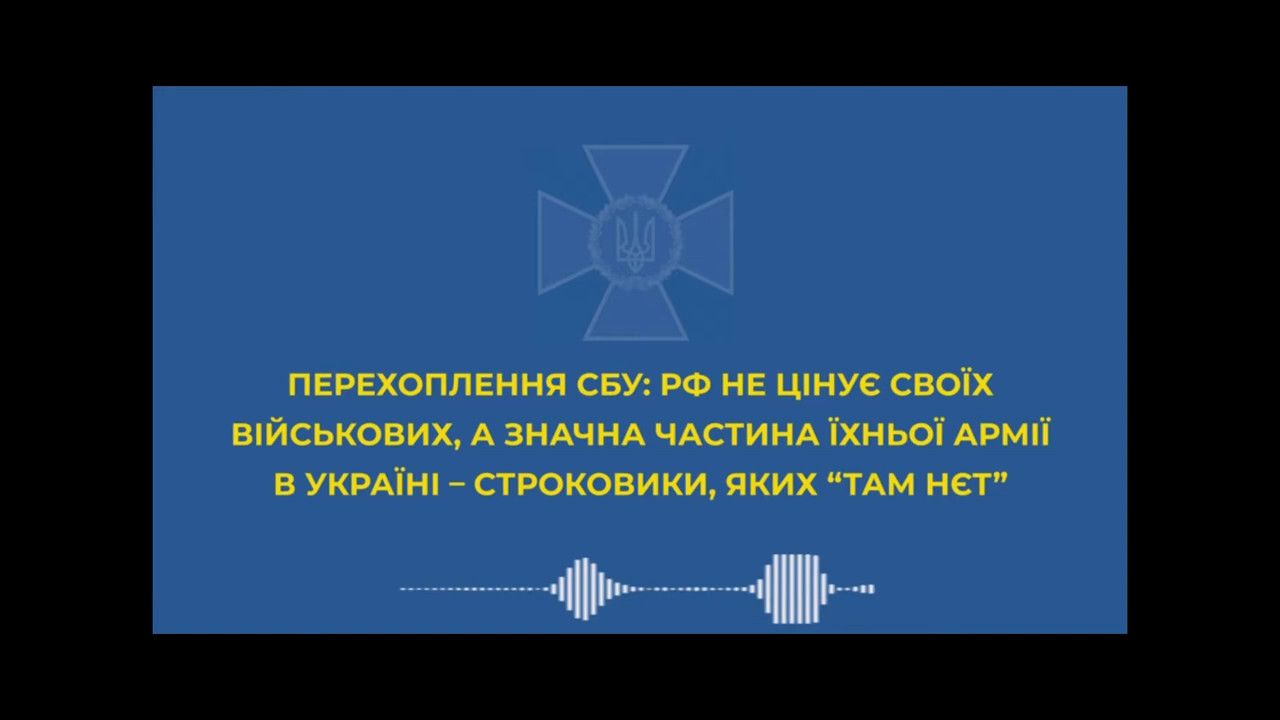 ПЕРЕХОПЛЕННЯ СБУ: РФ НЕ ЦІНУЄ СВОЇХ
ВІЙСЬКОВИХ, А ЗНАЧНА ЧАСТИНА ЇХНЬОЇ АРМІЇ
В УКРАЇНІ – СТРОКОВИКИ, ЯКИХ “ТАМ НЄТ”